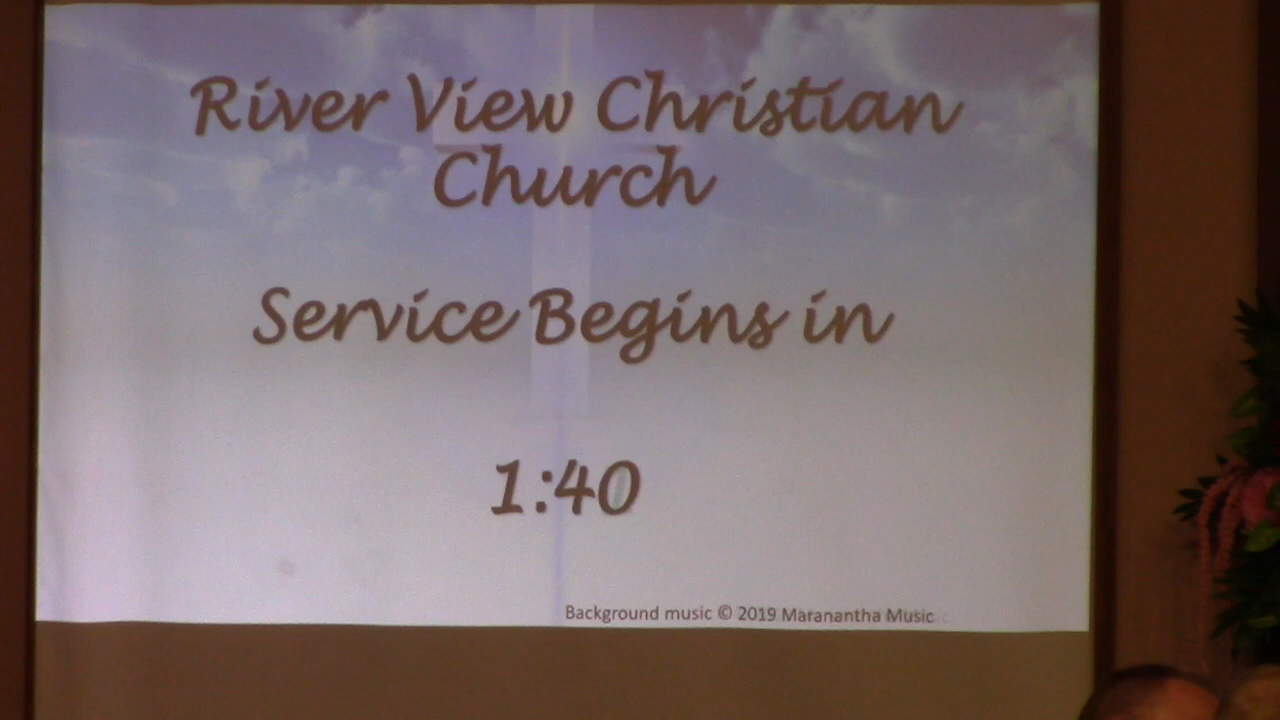 River View Christian
Church
Service Begins in
1:40
Background music © 2019 Maranantha Music